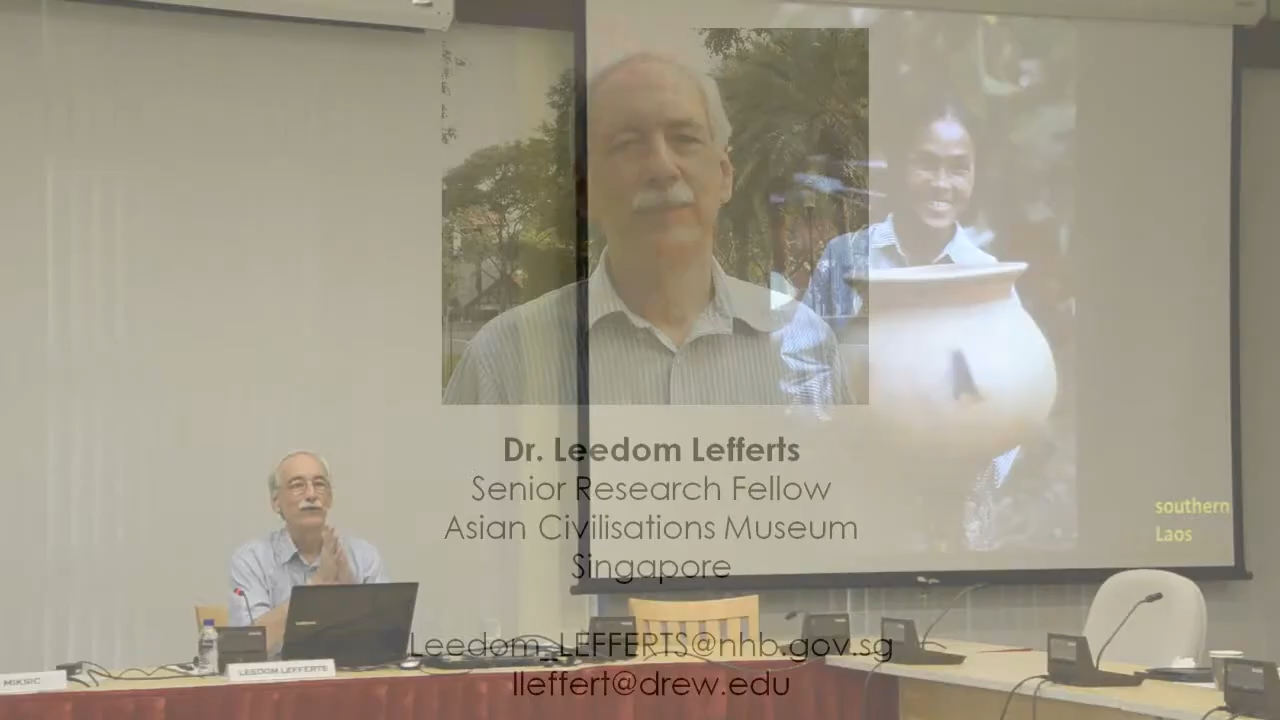 Dr. Leedom Lefferts
Senior Research Fellow
Asian Civilisations Museum
Singapore
southern
Laos
Leedom_LEFFERTS@nhb.gov.sg
lleffert@drew.edu
MIKSIC
LEEDOM LEFFERTS